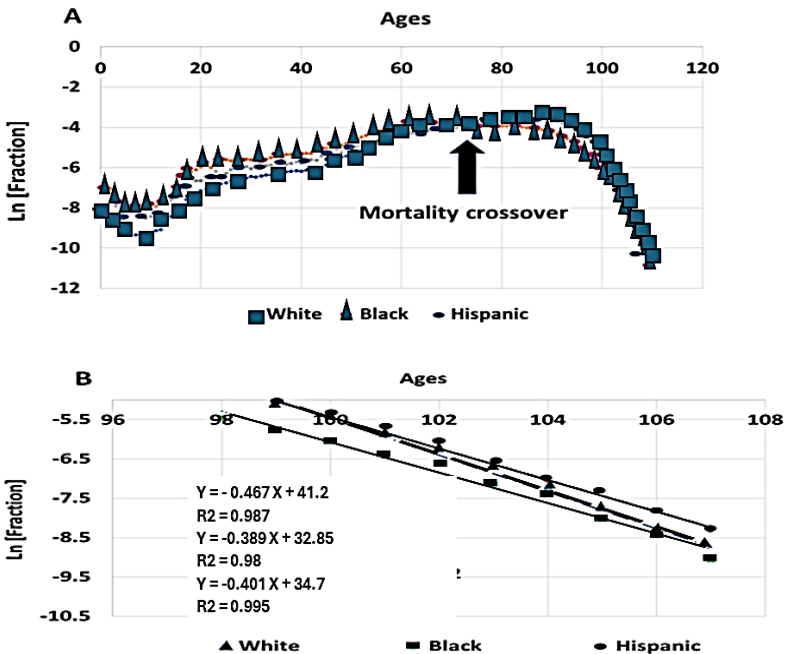 A
Ages
0
0 20 40 60 80 100 120
-2
-4
-6
-8
-10
-12
Ln [Fraction]
Mortality crossover
White Black Hispanic
B
Ages
96 98 100 102 104 106 108
-5.5
-6.5
-7.5
-8.5
-9.5
-10.5
Ln [Fraction]
Y = - 0.467 X + 41.2
R2 = 0.987
Y = -0.389 X + 32.85
R2 = 0.98
Y = -0.401 X + 34.7
R2 = 0.995
White Black Hispanic